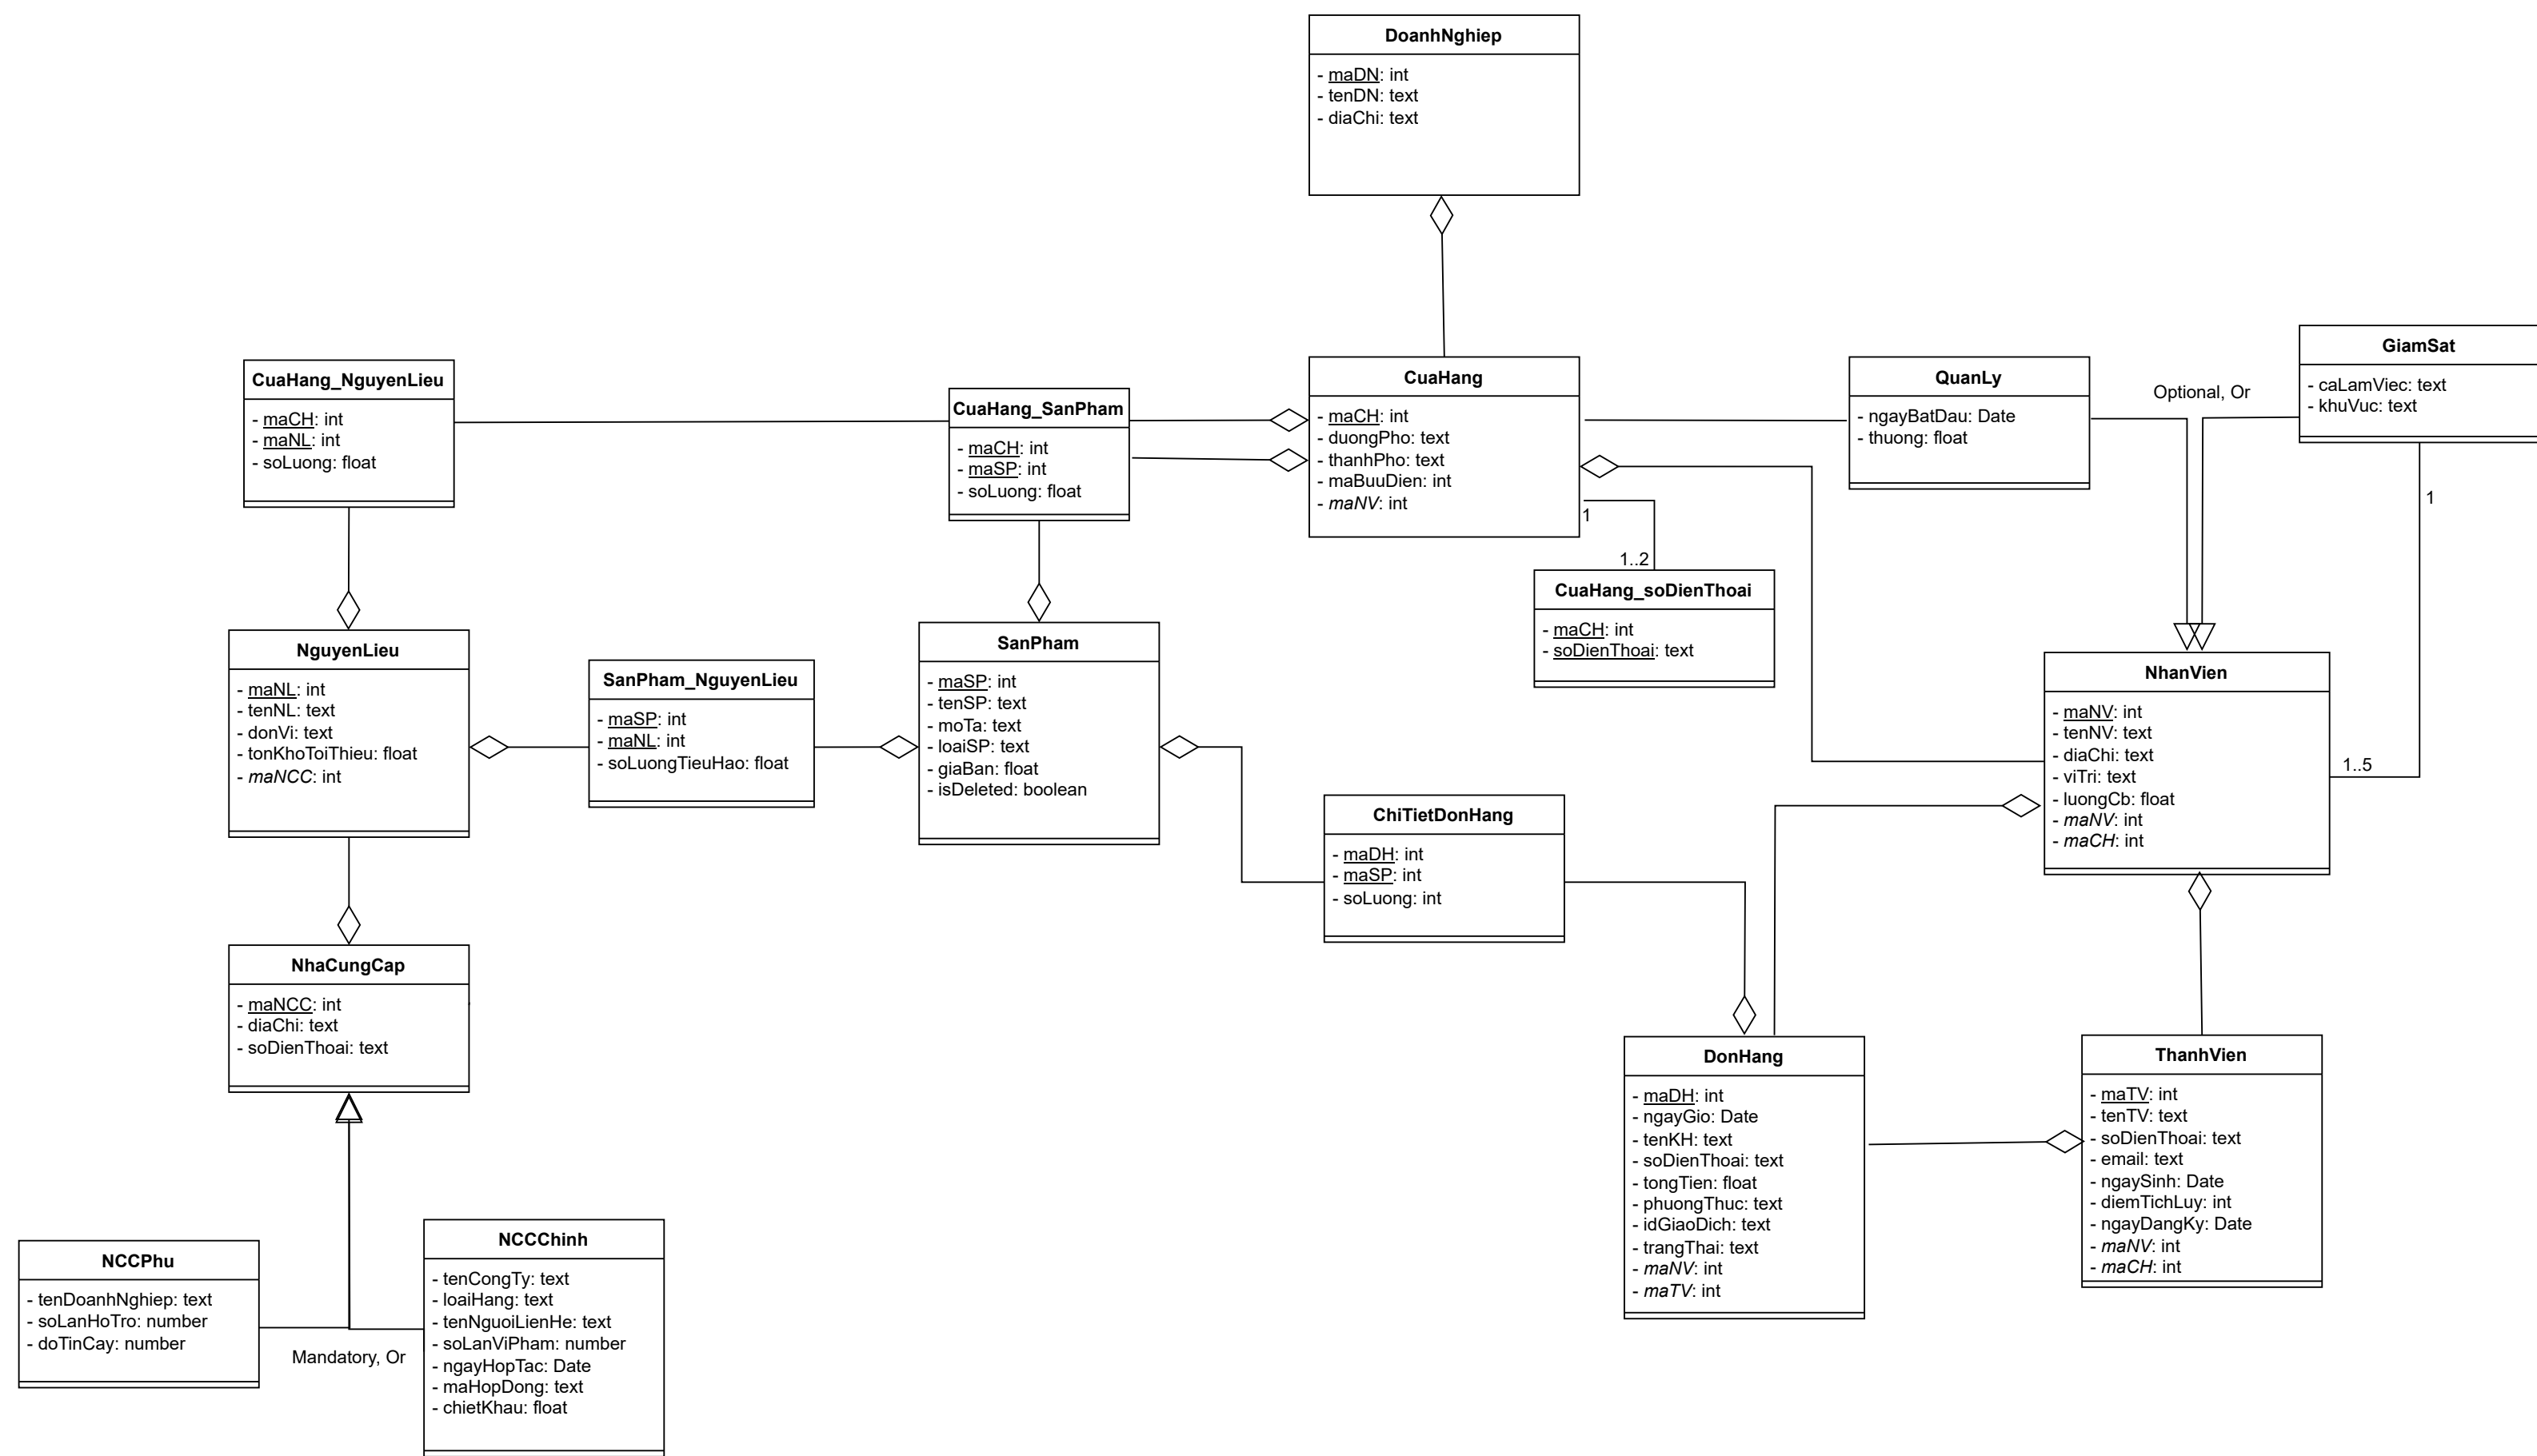 DoanhNghiep
- maDN: int
- tenDN: text
- diaChi: text
CuaHang_NguyenLieu
- maCH: int
- maNL: int
- soLuong: float
CuaHang_SanPham
- maCH: int
- maSP: int
- soLuong: float
CuaHang
- maCH: int
- duongPho: text
- thanhPho: text
- maBuuDien: int
- maNV: int
1
1..2
QuanLy
- ngayBatDau: Date
- thuong: float
Optional, Or
GiamSat
- caLamViec: text
- khuVuc: text
1
CuaHang_soDienThoai
- maCH: int
- soDienThoai: text
NguyenLieu
- maNL: int
- tenNL: text
- donVi: text
- tonKhoToiThieu: float
- maNCC: int
SanPham_NguyenLieu
- maSP: int
- maNL: int
- soLuongTieuHao: float
SanPham
- maSP: int
- tenSP: text
- moTa: text
- loaiSP: text
- giaBan: float
- isDeleted: boolean
NhanVien
- maNV: int
- tenNV: text
- diaChi: text
- viTri: text
- luongCb: float
- maNV: int
- maCH: int
1..5
ChiTietDonHang
- maDH: int
- maSP: int
- soLuong: int
NhaCungCap
- maNCC: int
- diaChi: text
- soDienThoai: text
DonHang
- maDH: int
- ngayGio: Date
- tenKH: text
- soDienThoai: text
- tongTien: float
- phuongThuc: text
- idGiaoDich: text
- trangThai: text
- maNV: int
- maTV: int
ThanhVien
- maTV: int
- tenTV: text
- soDienThoai: text
- email: text
- ngaySinh: Date
- diemTichLuy: int
- ngayDangKy: Date
- maNV: int
- maCH: int
NCCPhu
- tenDoanhNghiep: text
- soLanHoTro: number
- doTinCay: number
Mandatory, Or
NCCChinh
- tenCongTy: text
- loaiHang: text
- tenNguoiLienHe: text
- soLanViPham: number
- ngayHopTac: Date
- maHopDong: text
- chietKhau: float